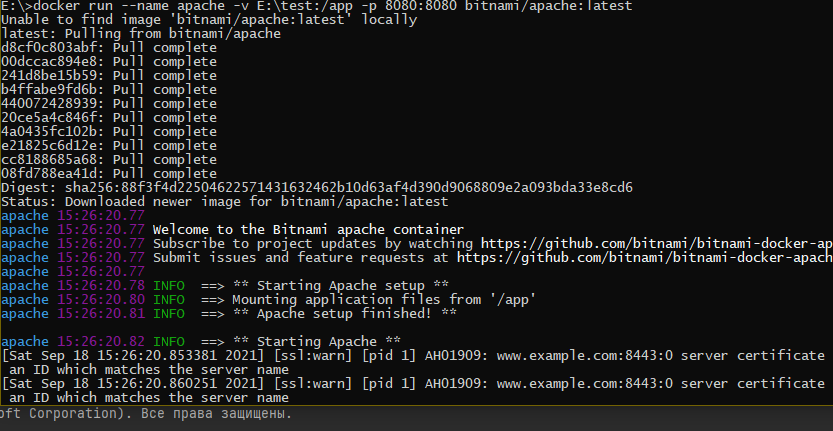 E:\>docker run --name apache -v E:\test:/app -p 8080:8080 bitnami/apache:latest
Unable to find image 'bitnami/apache:latest' locally
latest: Pulling from bitnami/apache
d8cf0c803abf: Pull complete
00dccac894e8: Pull complete
241d8be15b59: Pull complete
b4ffabe9fd6b: Pull complete
440072428939: Pull complete
20ce5a4c846f: Pull complete
4a0435fc102b: Pull complete
e21825c6d12e: Pull complete
cc8188685a68: Pull complete
08fd788ea41d: Pull complete
Digest: sha256:88f3f4d22504622571431632462b10d63af4d390d9068809e2a093bda33e8cd6
Status: Downloaded newer image for bitnami/apache:latest
apache 15:26:20.77
apache 15:26:20.77 Welcome to the Bitnami apache container
apache 15:26:20.77 Subscribe to project updates by watching https://github.com/bitnami/bitnami-docker-ap
apache 15:26:20.77 Submit issues and feature requests at https://github.com/bitnami/bitnami-docker-apach
apache 15:26:20.77
apache 15:26:20.78 INFO  ==> ** Starting Apache setup **
apache 15:26:20.80 INFO  ==> Mounting application files from '/app'
apache 15:26:20.81 INFO  ==> ** Apache setup finished! **
apache 15:26:20.82 INFO  ==> ** Starting Apache **
[Sat Sep 18 15:26:20.853381 2021] [ssl:warn] [pid 1] AH01909: www.example.com:8443:0 server certificate
an ID which matches the server name
[Sat Sep 18 15:26:20.860251 2021] [ssl:warn] [pid 1] AH01909: www.example.com:8443:0 server certificate
an ID which matches the server name
oft Corporation). Все права защищены.